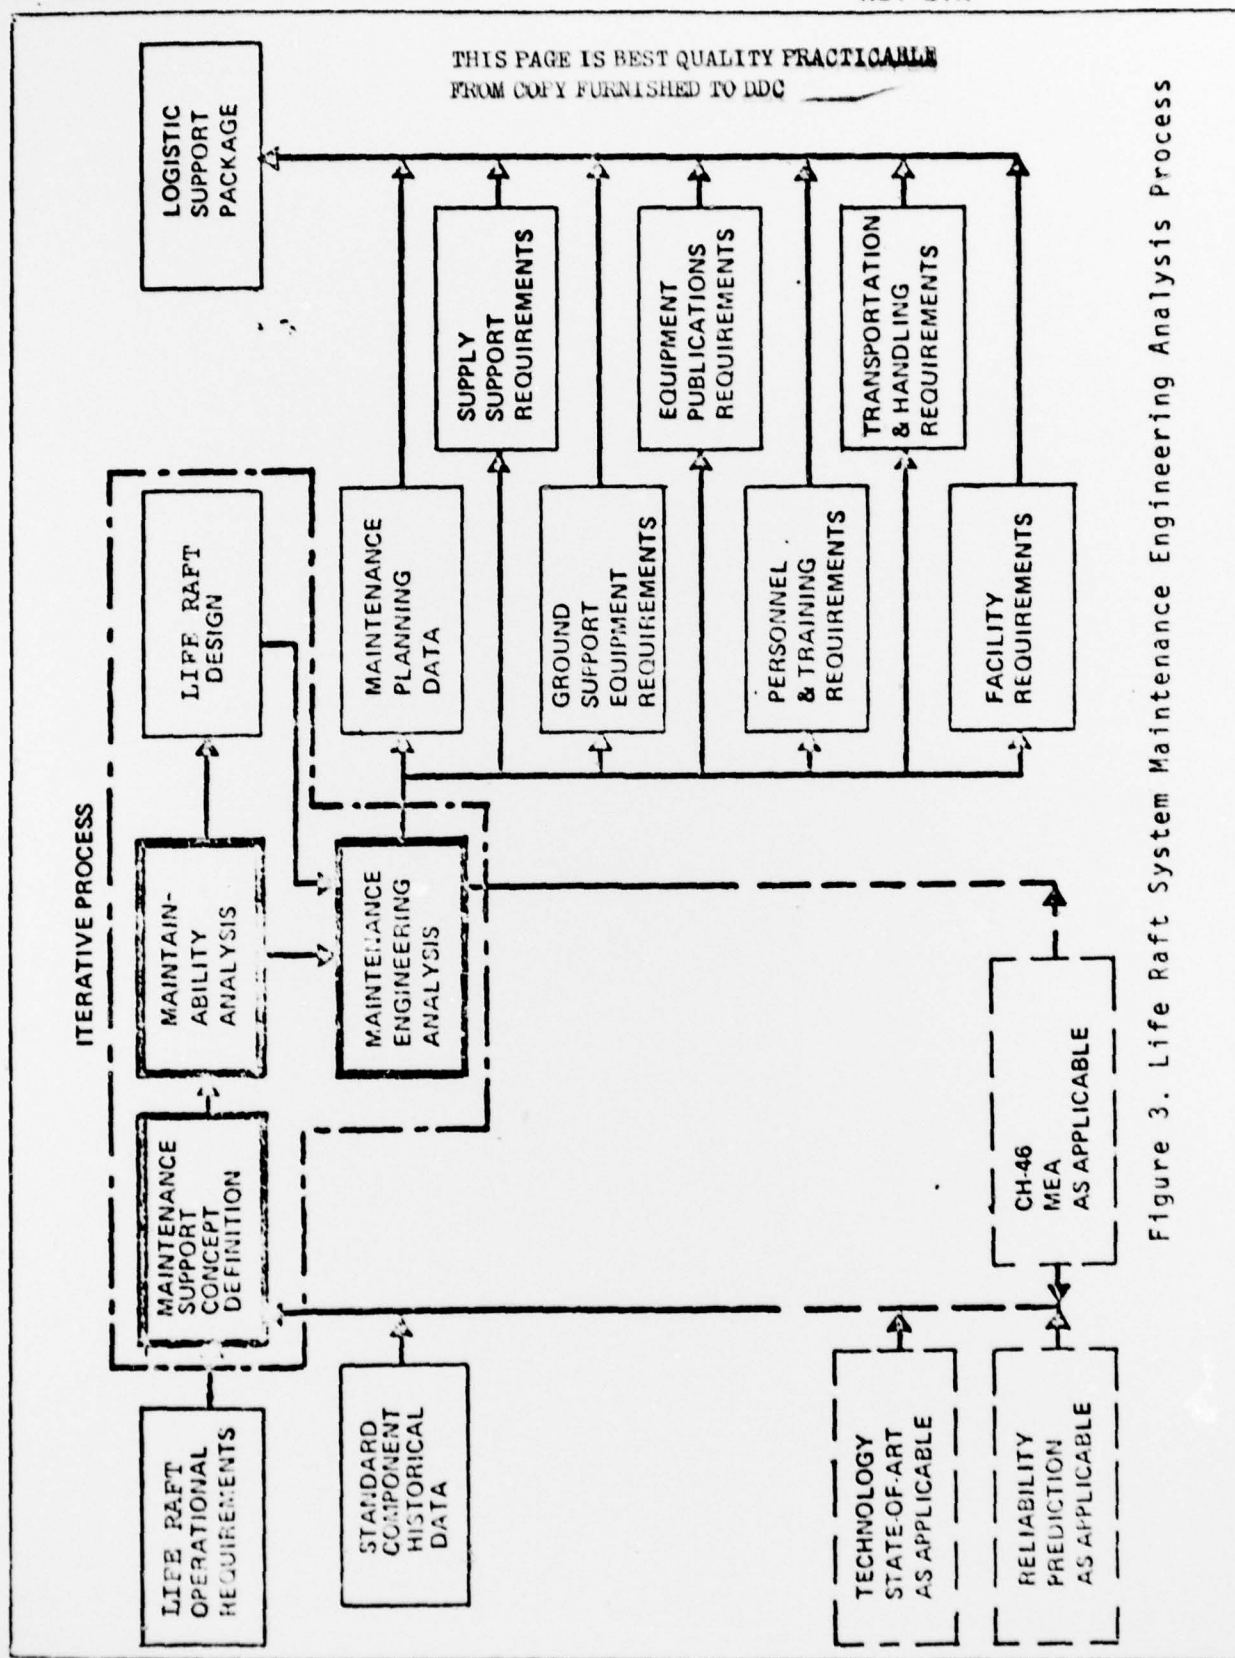 THIS PAGE IS BEST QUALITY PRACTICABLE
FROM COPY FURNISHED TO DDC
ITERATIVE PROCESS
LIFE RAFT
OPERATIONAL
REQUIREMENTS
MAINTENANCE
SUPPORT
CONCEPT
DEFINITION
MAINTAIN-
ABILITY
ANALYSIS
LIFE RAFT
DESIGN
LOGISTIC
SUPPORT
PACKAGE
STANDARD
COMPONENT
HISTORICAL
DATA
MAINTENANCE
ENGINEERING
ANALYSIS
MAINTENANCE
PLANNING
DATA
SUPPLY
SUPPORT
REQUIREMENTS
GROUND
SUPPORT
EQUIPMENT
REQUIREMENTS
EQUIPMENT
PUBLICATIONS
REQUIREMENTS
PERSONNEL
& TRAINING
REQUIREMENTS
TRANSPORTATION
& HANDLING
REQUIREMENTS
FACILITY
REQUIREMENTS
TECHNOLOGY
STATE-OF-ART
AS APPLICABLE
RELIABILITY
PREDICTION
AS APPLICABLE
CH-46
MEA
AS APPLICABLE
Figure 3. Life Raft System Maintenance Engineering Analysis Process